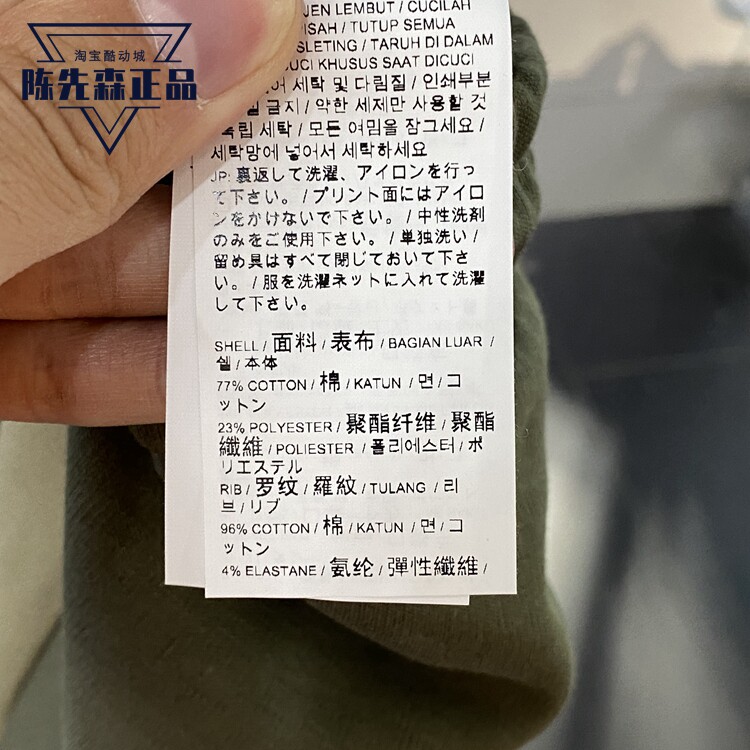 淘宝酷动城
陈先森正品
JEN LEMBUT / CUCILAH
ISAH / TUTUP SEMUA
SLETING / TARUH DI DALAM
UCI KHUSUS SAAT DICUCI
어 세탁 및 다림질 / 인쇄부분
금지 / 약한 세제만 사용할 것
독립 세탁 / 모든 여밈을 잠그세요 /
세탁망에 넣어서 세탁하세요
JP: 裏返して洗濯、アイロンを行っ
て下さい。 / プリント面にはアイロ
ンをかけないで下さい。 / 中性洗剤
のみをご使用下さい。 / 単独洗い /
留め具はすべて閉じておいて下さ
い。 / 服を洗濯ネットに入れて洗濯
して下さい。
SHELL / 面料 / 表布 / BAGIAN LUAR /
쉘 / 本体
77% COTTON / 棉 / KATUN / 면 / コ
ットン
23% POLYESTER / 聚酯纤维 / 聚酯
纖維 / POLIESTER / 폴리에스터 / ポ
リエステル
RIB / 罗纹 / 羅紋 / TULANG / 리
브 / リブ
96% COTTON / 棉 / KATUN / 면 / コ
ットン
4% ELASTANE / 氨纶 / 彈性纖維 /